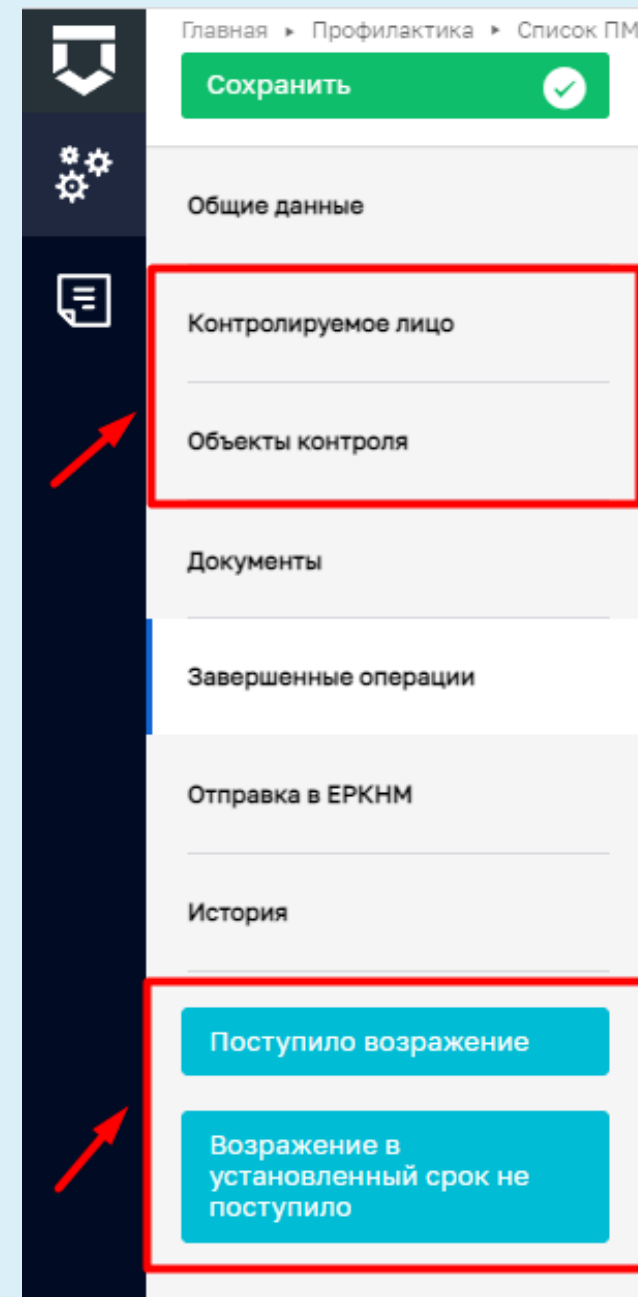 Главная ▸ Профилактика ▸ Список ПМ
Сохранить
Общие данные
Контролируемое лицо
Объекты контроля
Документы
Завершенные операции
Отправка в ЕРКНМ
История
Поступило возражение
Возражение в
установленный срок не
поступило